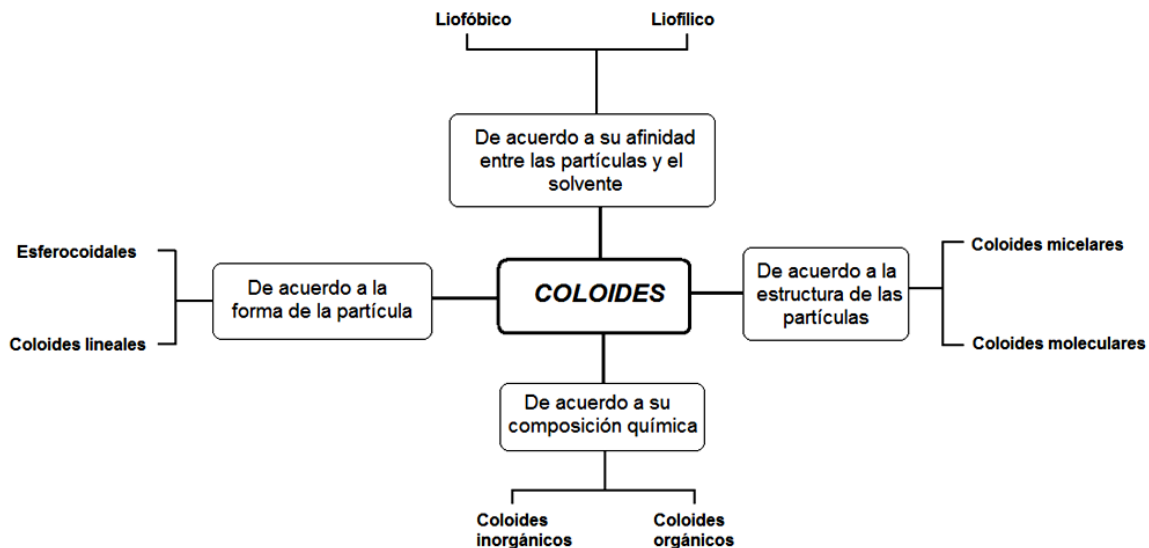 Liofóbico
Liofílico
De acuerdo a su afinidad
entre las partículas y el
solvente
Esferocoidales
Coloides lineales
De acuerdo a la
forma de la partícula
COLOIDES
De acuerdo a la
estructura de las
partículas
Coloides micelares
Coloides moleculares
De acuerdo a su
composición química
Coloides
inorgánicos
Coloides
orgánicos